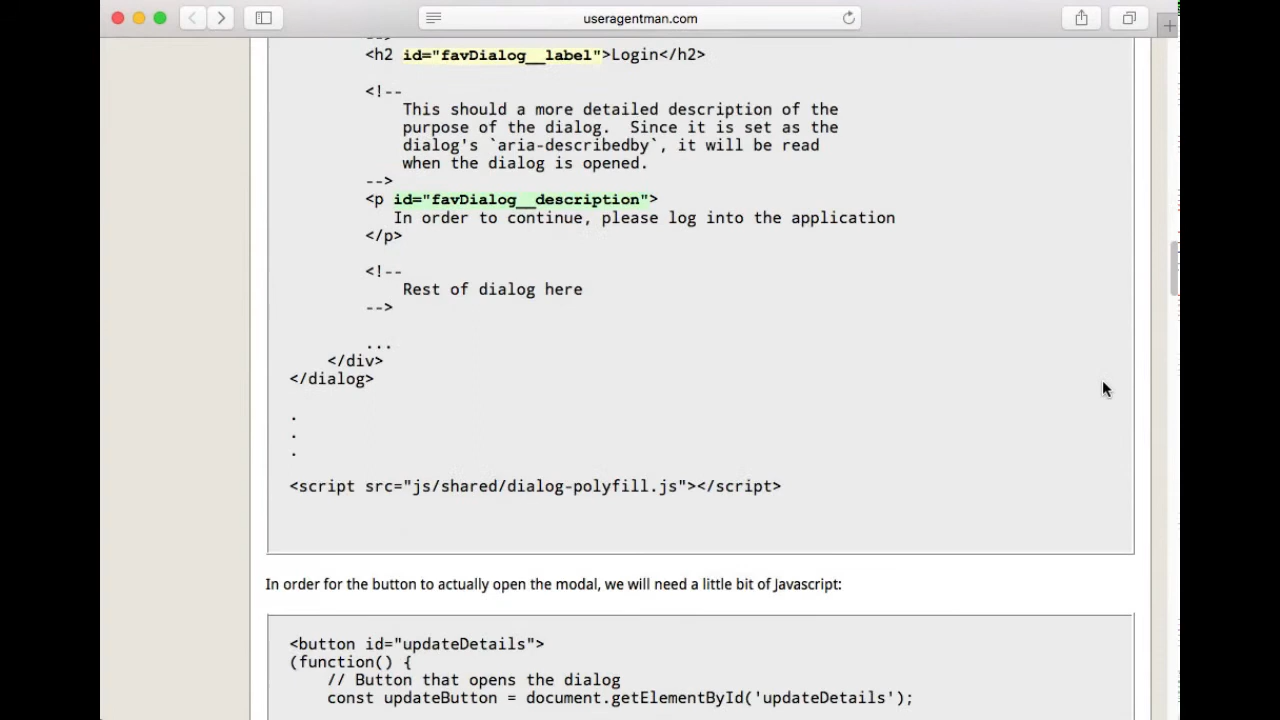 useragentman.com
<h2 id="favDialog__label">Login</h2>
<!--
This should a more detailed description of the
purpose of the dialog. Since it is set as the
dialog's `aria-describedby`, it will be read
when the dialog is opened.
-->
<p id="favDialog__description">
In order to continue, please log into the application
</p>
<!--
Rest of dialog here
-->
...
</div>
</dialog>
.
.
.
<script src="js/shared/dialog-polyfill.js"></script>
In order for the button to actually open the modal, we will need a little bit of Javascript:
<button id="updateDetails">
(function() {
// Button that opens the dialog
const updateButton = document.getElementById('updateDetails');